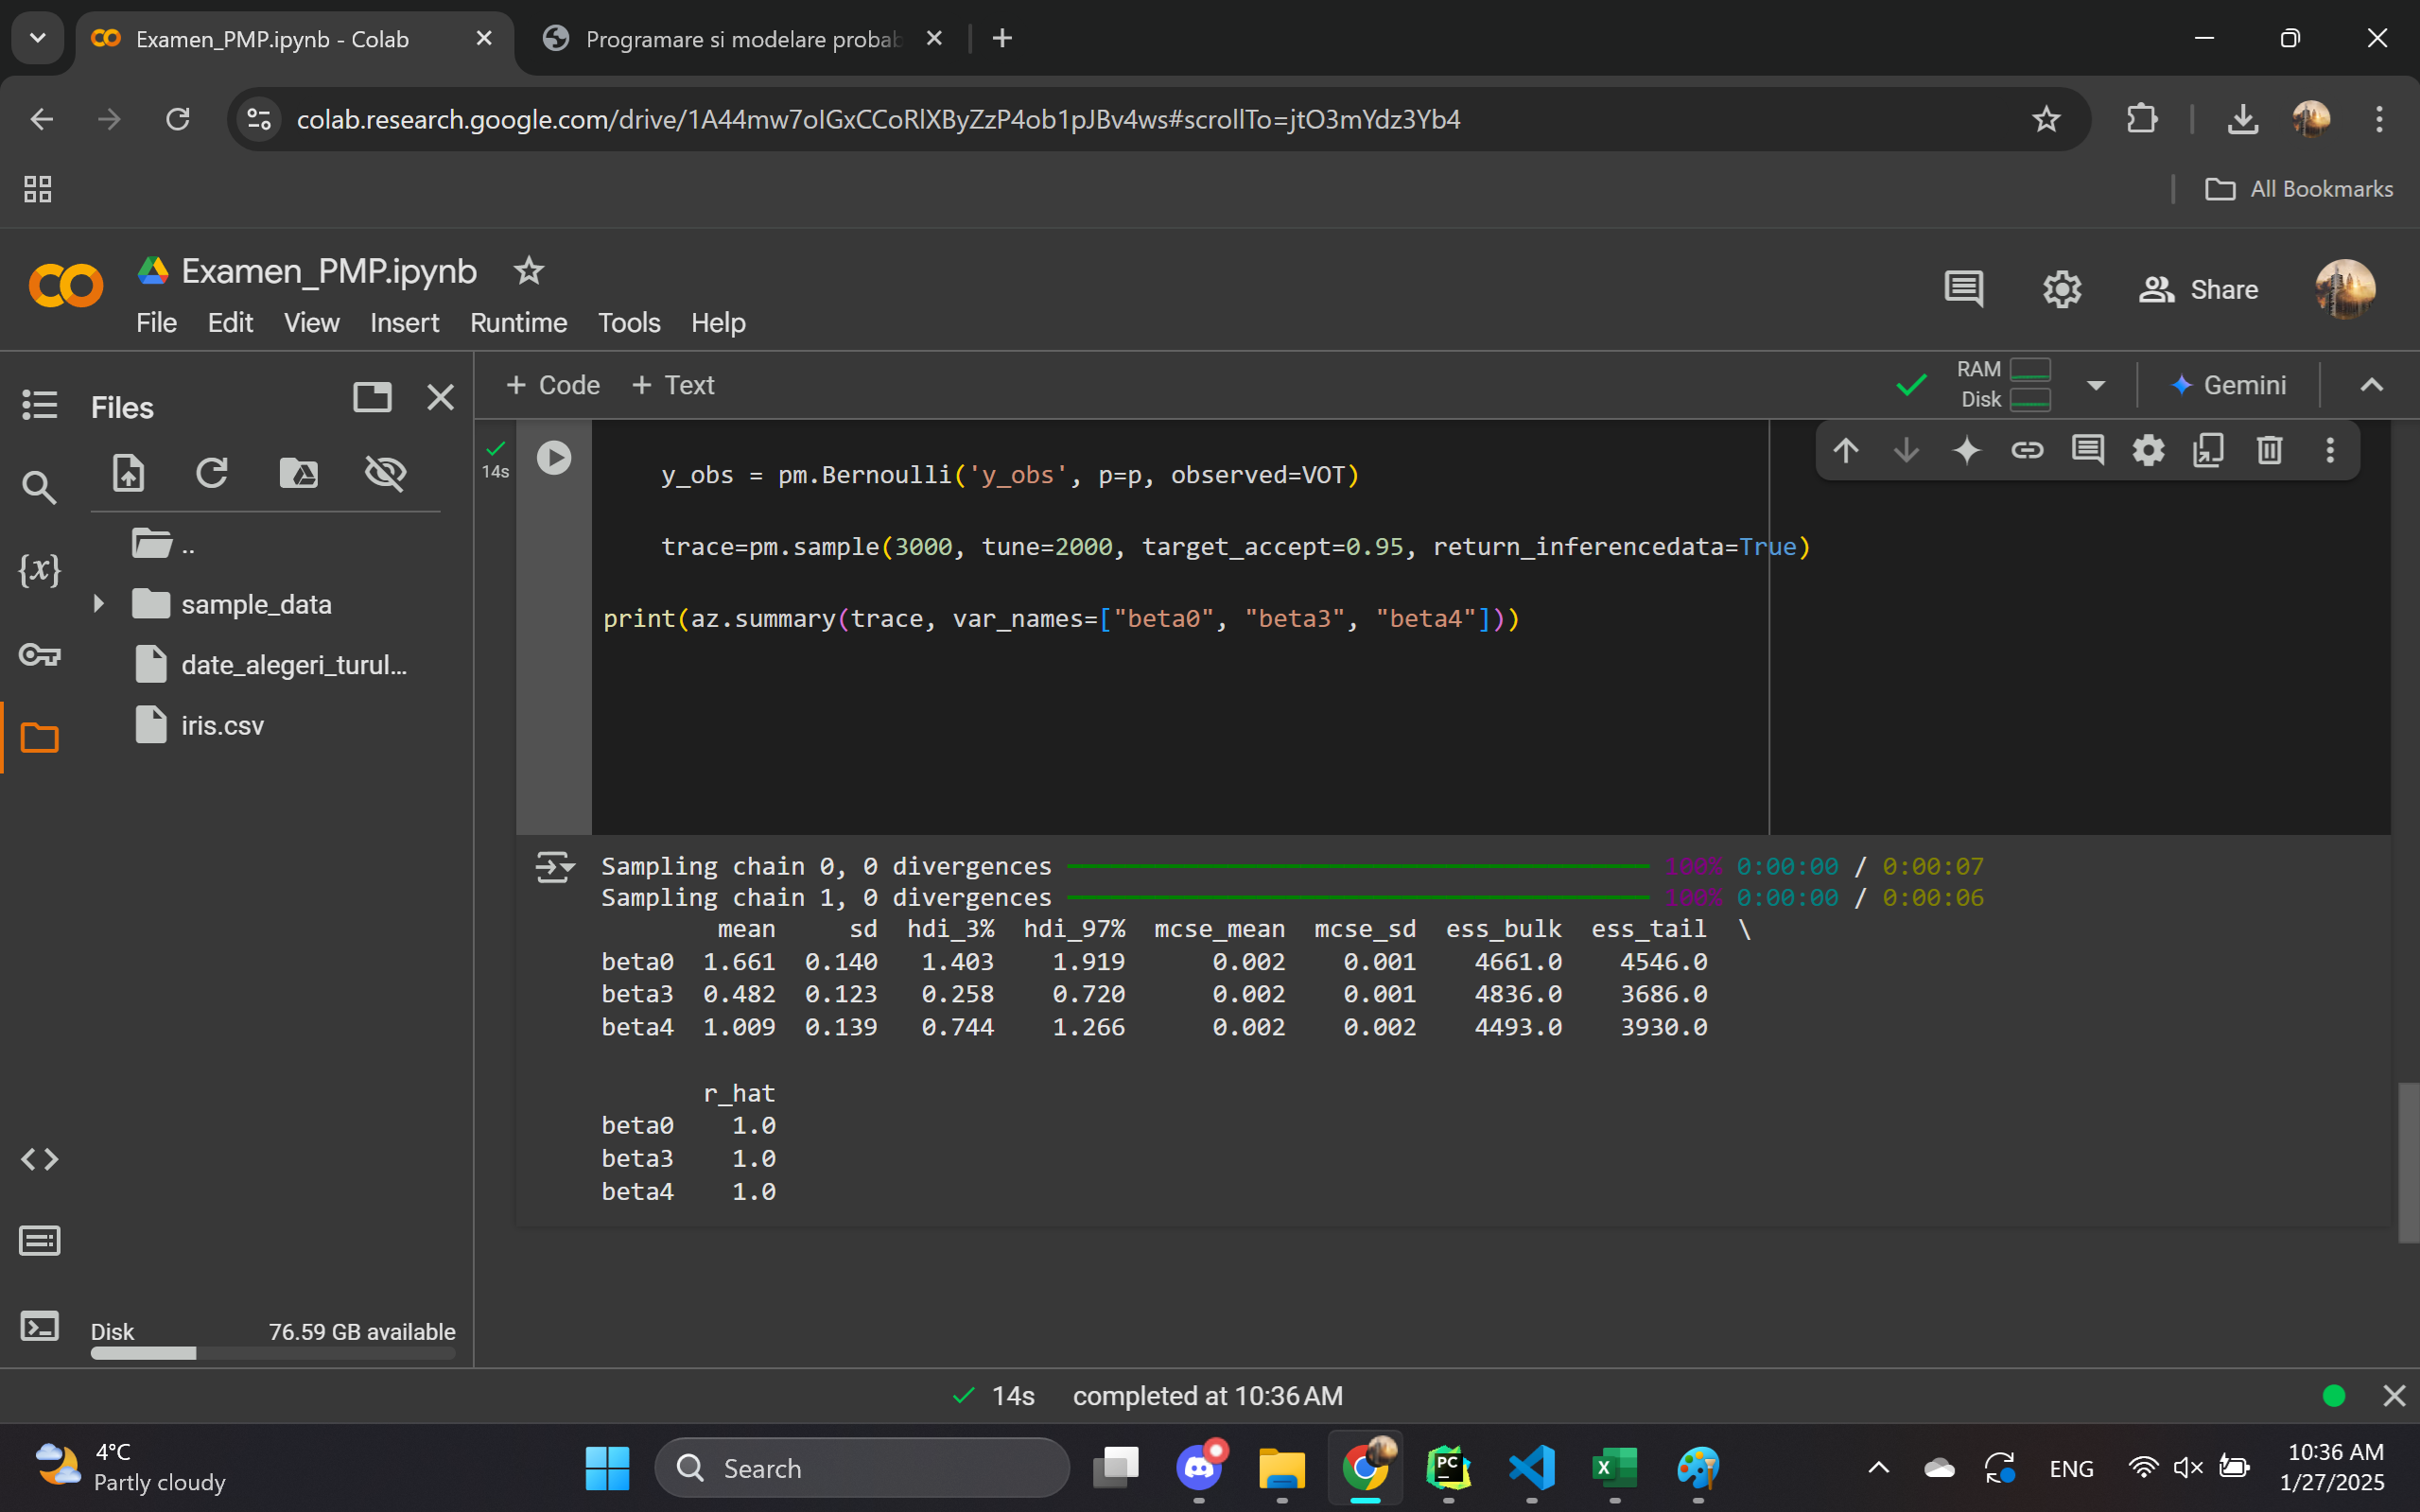 Examen_PMP.ipynb - Colab
Programare si modelare probab
colab.research.google.com/drive/1A44mw7oIGxCCoRlXByZzP4ob1pJBv4ws#scrollTo=jtO3mYdz3Yb4
All Bookmarks
Examen_PMP.ipynb
File Edit View Insert Runtime Tools Help
Share
+ Code + Text
RAM
Disk
Gemini
Files
..
sample_data
date_alegeri_turul...
iris.csv
{x}
Disk 76.59 GB available
14s
y_obs = pm.Bernoulli('y_obs', p=p, observed=VOT)
trace=pm.sample(3000, tune=2000, target_accept=0.95, return_inferencedata=True)
print(az.summary(trace, var_names=["beta0", "beta3", "beta4"]))
Sampling chain 0, 0 divergences 100% 0:00:00 / 0:00:07
Sampling chain 1, 0 divergences 100% 0:00:00 / 0:00:06
mean sd hdi_3% hdi_97% mcse_mean mcse_sd ess_bulk ess_tail \
beta0 1.661 0.140 1.403 1.919 0.002 0.001 4661.0 4546.0
beta3 0.482 0.123 0.258 0.720 0.002 0.001 4836.0 3686.0
beta4 1.009 0.139 0.744 1.266 0.002 0.002 4493.0 3930.0
r_hat
beta0 1.0
beta3 1.0
beta4 1.0
14s completed at 10:36 AM
4°C
Partly cloudy
Search
PC
X
ENG
10:36 AM
1/27/2025